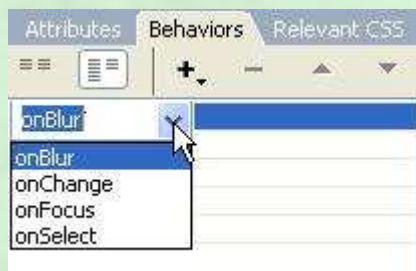 Attributes Behaviors Relevant CSS
onBlur
onBlur
onChange
onFocus
onSelect